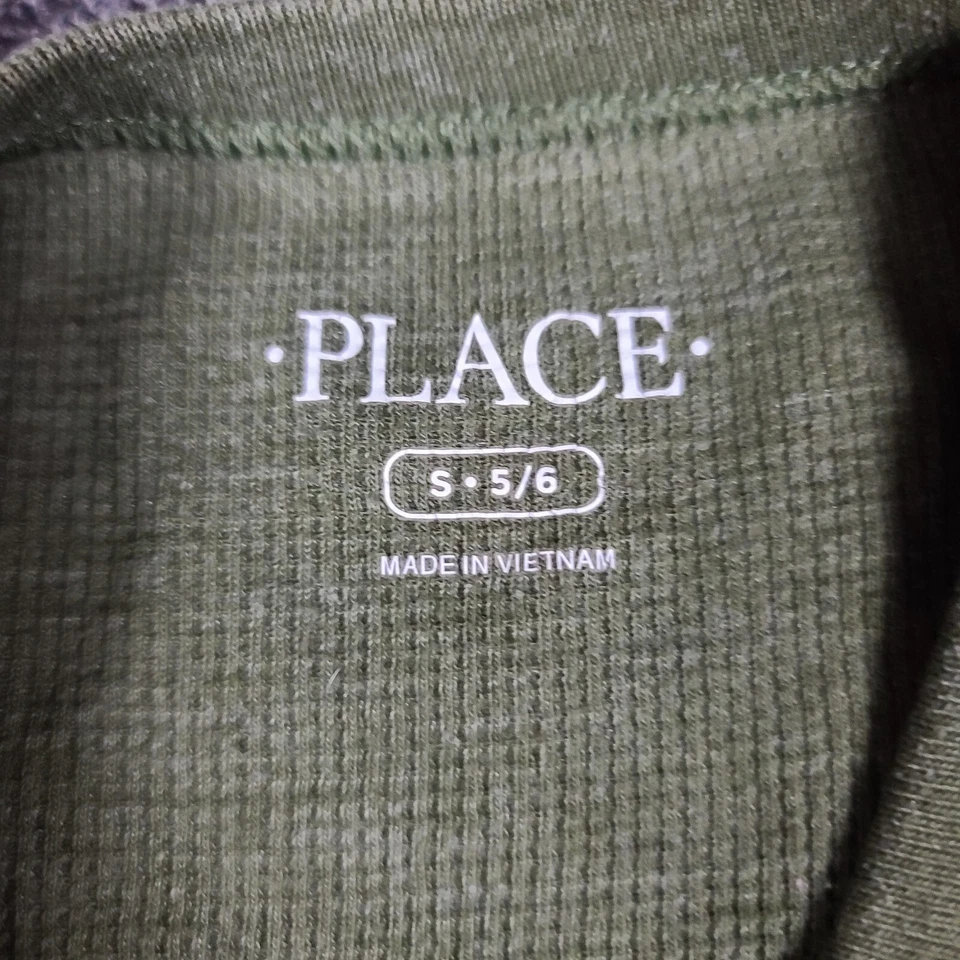 ·PLACE·
S • 5/6
MADE IN VIETNAM